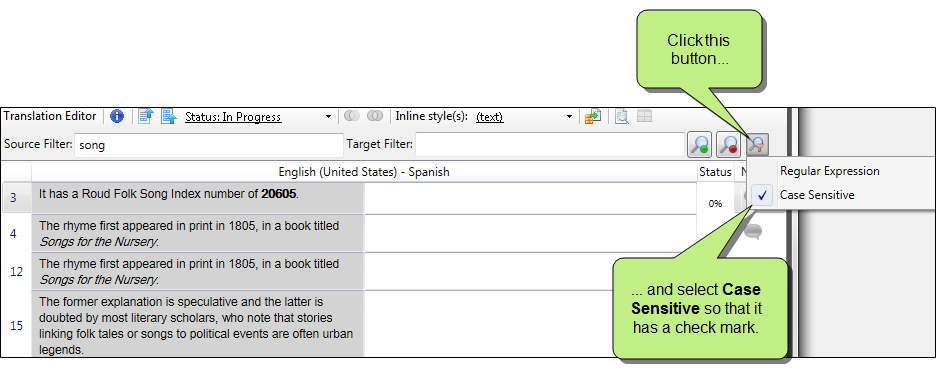 Click this
button...
Translation Editor Status: In Progress Inline style(s): (text)
Source Filter: song Target Filter:
English (United States) - Spanish Status N
Regular Expression
Case Sensitive
3 It has a Roud Folk Song Index number of 20605. 0%
4 The rhyme first appeared in print in 1805, in a book titled
Songs for the Nursery.
12 The rhyme first appeared in print in 1805, in a book titled
Songs for the Nursery.
15 The former explanation is speculative and the latter is
doubted by most literary scholars, who note that stories
linking folk tales or songs to political events are often urban
legends.
... and select Case
Sensitive so that it
has a check mark.